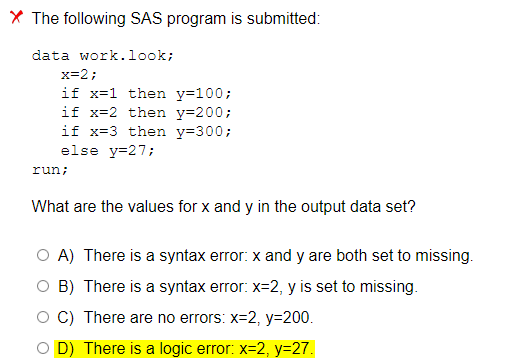 The following SAS program is submitted:
data work.look;
x=2;
if x=1 then y=100;
if x=2 then y=200;
if x=3 then y=300;
else y=27;
run;
What are the values for x and y in the output data set?
A) There is a syntax error: x and y are both set to missing.
B) There is a syntax error: x=2, y is set to missing.
C) There are no errors: x=2, y=200.
D) There is a logic error: x=2, y=27.